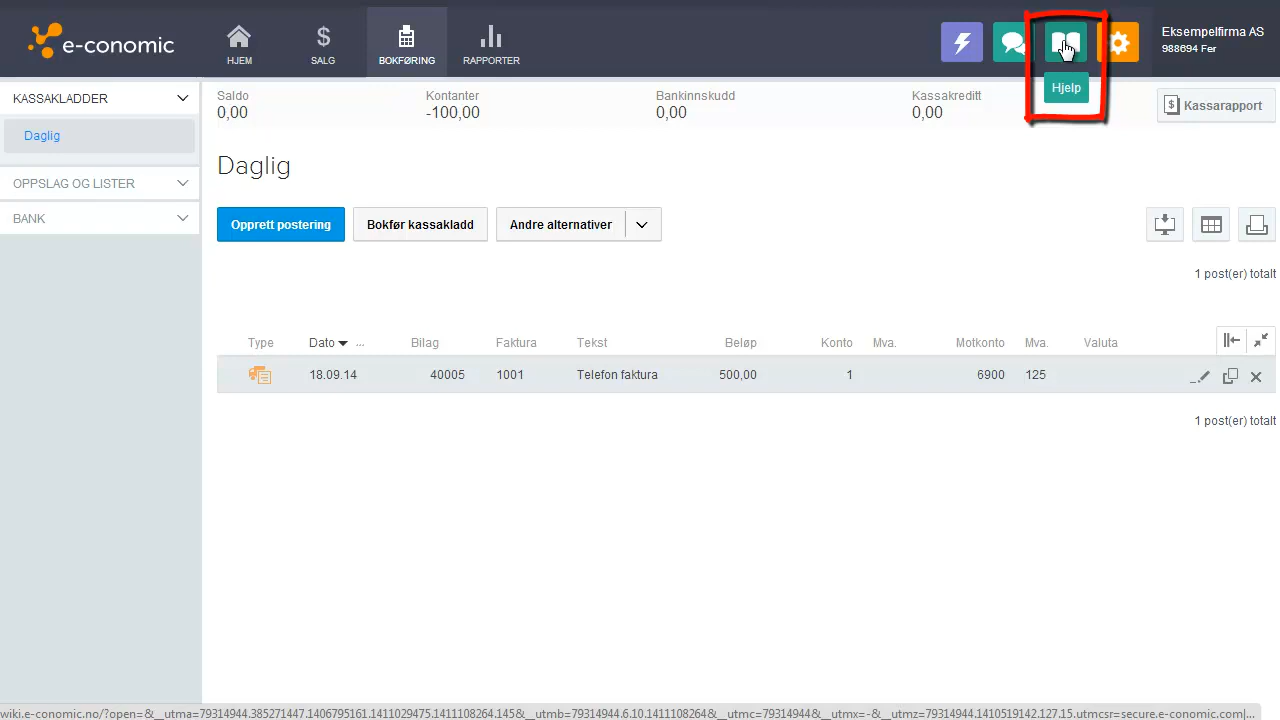 e-conomic
HJEM
SALG
BOKFØRING
RAPPORTER
Eksempelfirma AS
988694 Fer
Hjelp
KASSAKLADDER
Daglig
OPPSLAG OG LISTER
BANK
Saldo
0,00
Kontanter
-100,00
Bankinnskudd
0,00
Kassakreditt
0,00
Kassarapport
Daglig
Opprett postering
Bokfør kassakladd
Andre alternativer
1 post(er) totalt
Type Dato ... Bilag Faktura Tekst Beløp Konto Mva. Motkonto Mva. Valuta
18.09.14 40005 1001 Telefon faktura 500,00 1 6900 125
1 post(er) totalt
wiki.e-conomic.no/?open=&__utma=79314944.385271447.1406795161.1411029475.1411108264.145&__utmb=79314944.6.10.1411108264&__utmc=79314944&__utmx=-&__utmz=79314944.1410519142.127.15.utmcsr=secure.e-conomic.com|...